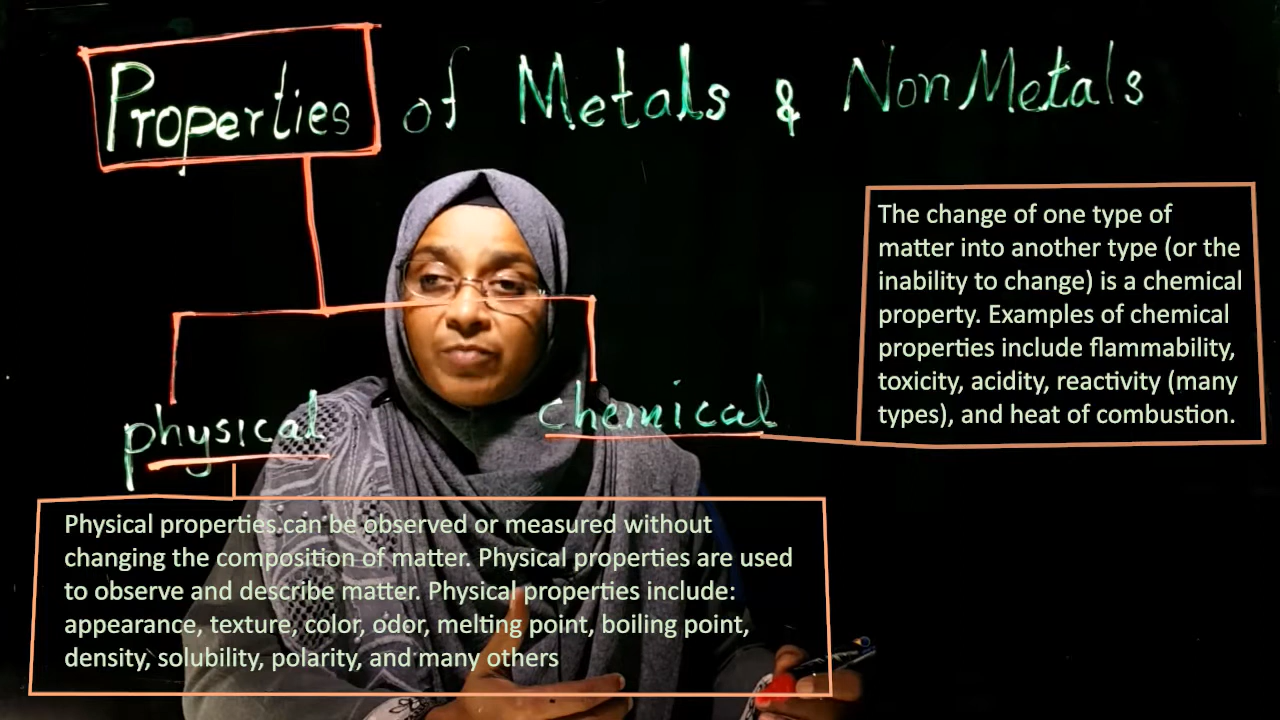 Properties of Metals & NonMetals
The change of one type of
matter into another type (or the
inability to change) is a chemical
property. Examples of chemical
properties include flammability,
toxicity, acidity, reactivity (many
types), and heat of combustion.
physical
chemical
Physical properties can be observed or measured without
changing the composition of matter. Physical properties are used
to observe and describe matter. Physical properties include:
appearance, texture, color, odor, melting point, boiling point,
density, solubility, polarity, and many others